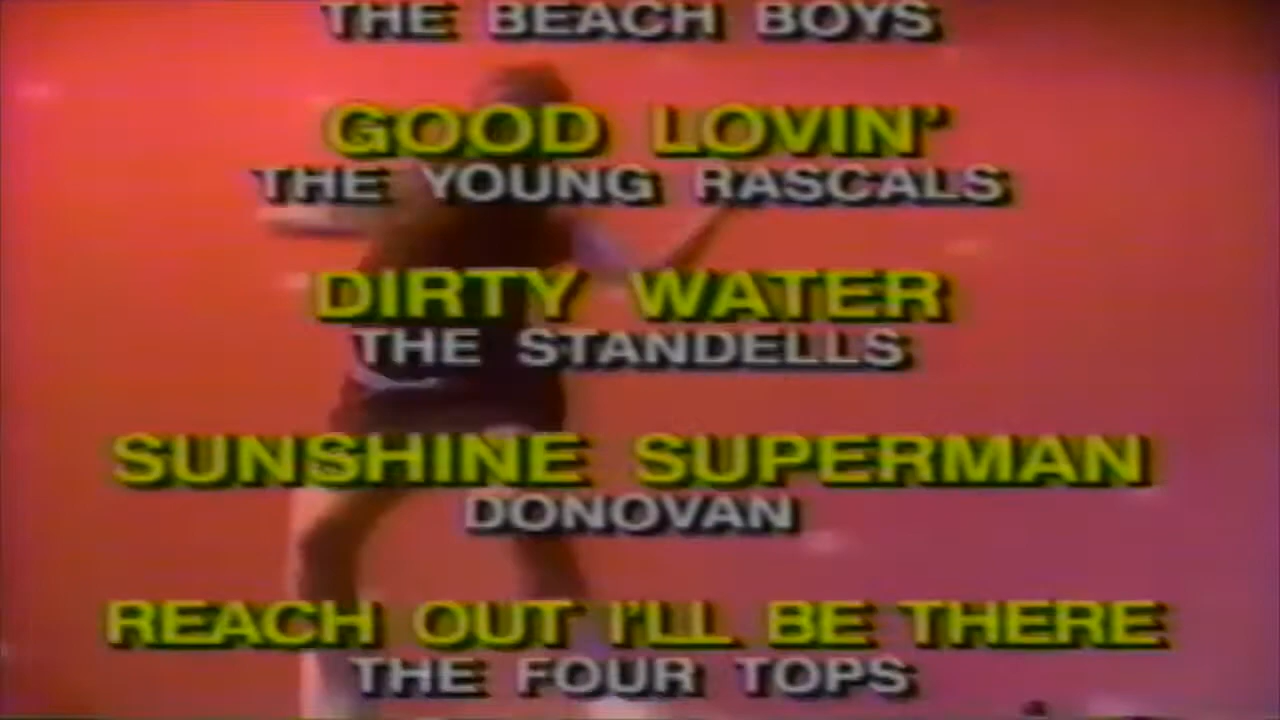 THE BEACH BOYS
GOOD LOVIN'
THE YOUNG RASCALS
DIRTY WATER
THE STANDELLS
SUNSHINE SUPERMAN
DONOVAN
REACH OUT I'LL BE THERE
THE FOUR TOPS